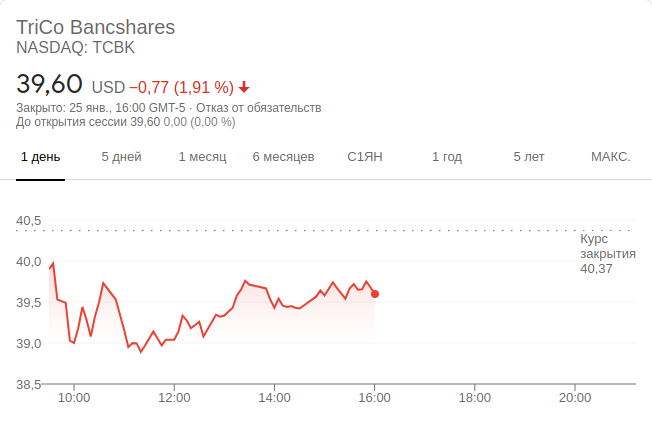 TriCo Bancshares
NASDAQ: TCBK
39,60 USD −0,77 (1,91 %)
Закрыто: 25 янв., 16:00 GMT-5 · Отказ от обязательств
До открытия сессии 39,60 0,00 (0,00 %)
1 день 5 дней 1 месяц 6 месяцев С1ЯН 1 год 5 лет МАКС.
40,5
Курс
закрытия
40,37
40,0
39,5
39,0
38,5
10:00 12:00 14:00 16:00 18:00 20:00